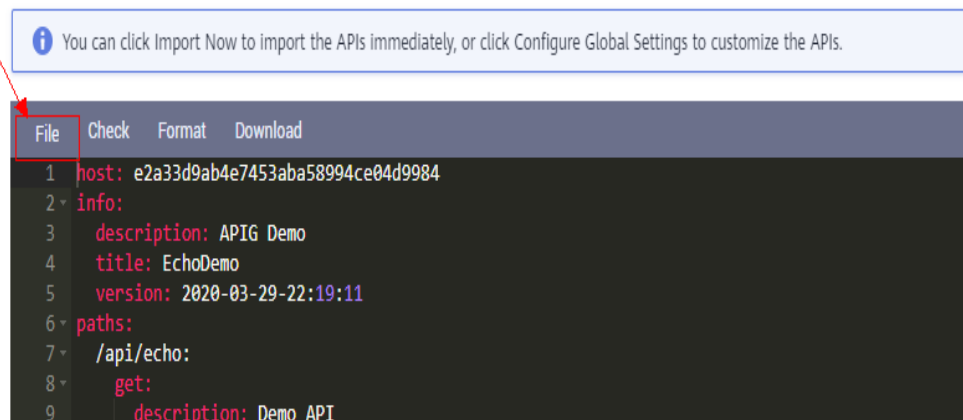 You can click Import Now to import the APIs immediately, or click Configure Global Settings to customize the APIs.
File Check Format Download
1 host: e2a33d9ab4e7453aba58994ce04d9984
2 info:
3 description: APIG Demo
4 title: EchoDemo
5 version: 2020-03-29-22:19:11
6 paths:
7 /api/echo:
8 get:
9 description: Demo API